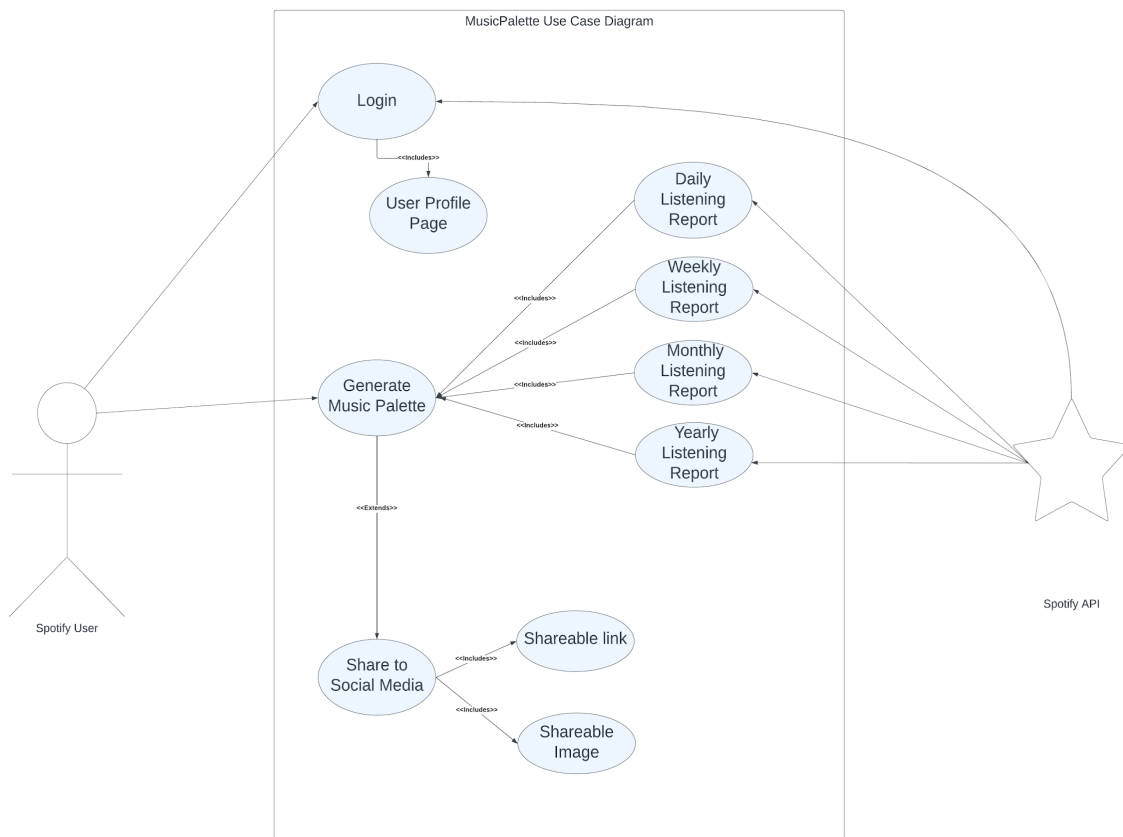 MusicPalette Use Case Diagram
Login
<<Includes>>
User Profile
Page
Daily
Listening
Report
Weekly
Listening
Report
<<Includes>>
<<Includes>>
Monthly
Listening
Report
<<Includes>>
Generate
Music Palette
<<Includes>>
Yearly
Listening
Report
<<Extends>>
Spotify API
Spotify User
Shareable link
<<Includes>>
Share to
Social Media
<<Includes>>
Shareable
Image